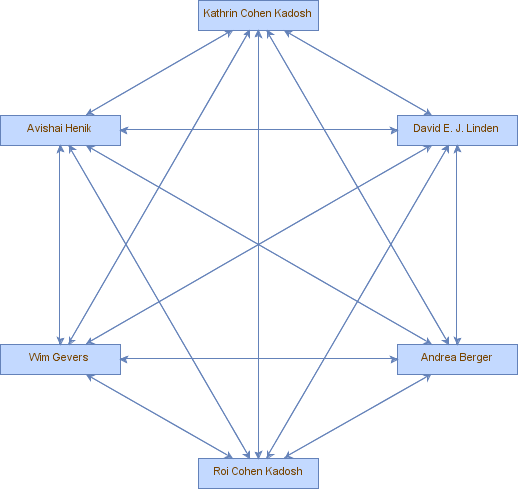 Kathrin Cohen Kadosh
Avishai Henik
David E. J. Linden
Wim Gevers
Andrea Berger
Roi Cohen Kadosh